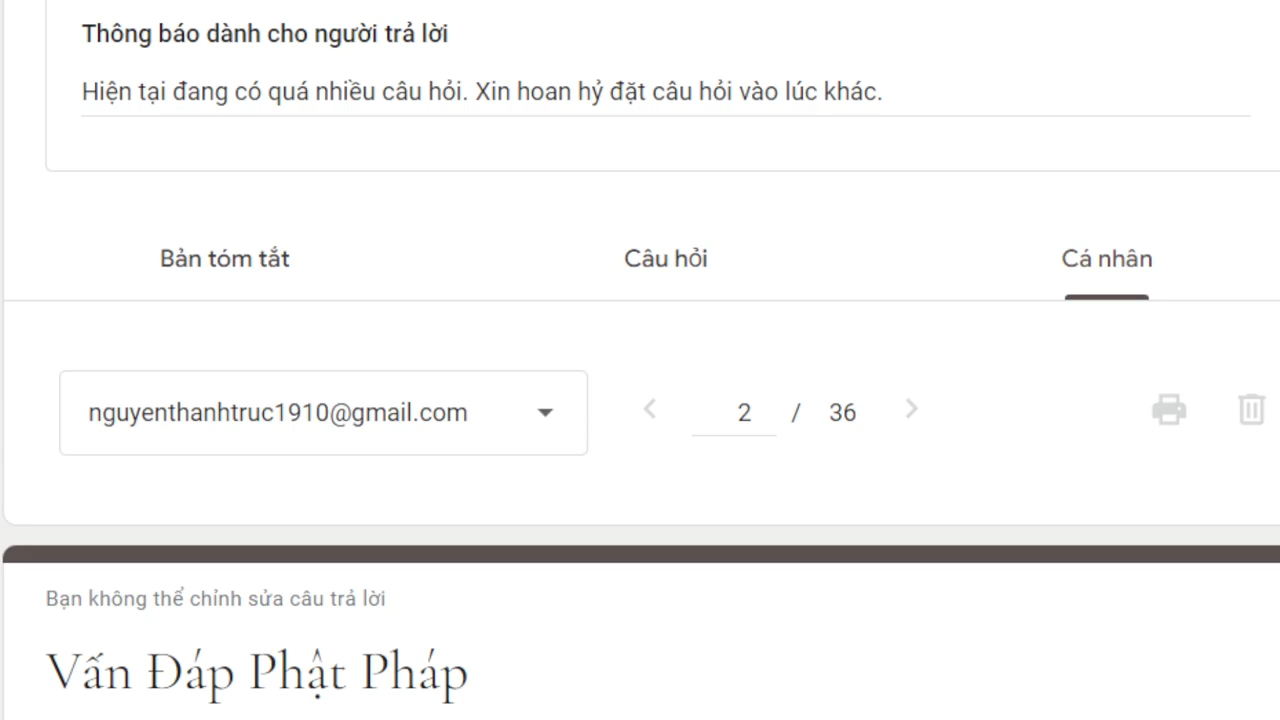 Thông báo dành cho người trả lời
Hiện tại đang có quá nhiều câu hỏi. Xin hoan hỷ đặt câu hỏi vào lúc khác.
Bản tóm tắt
Câu hỏi
Cá nhân
nguyenthanhtruc1910@gmail.com
2 / 36
Bạn không thể chỉnh sửa câu trả lời
Vấn Đáp Phật Pháp